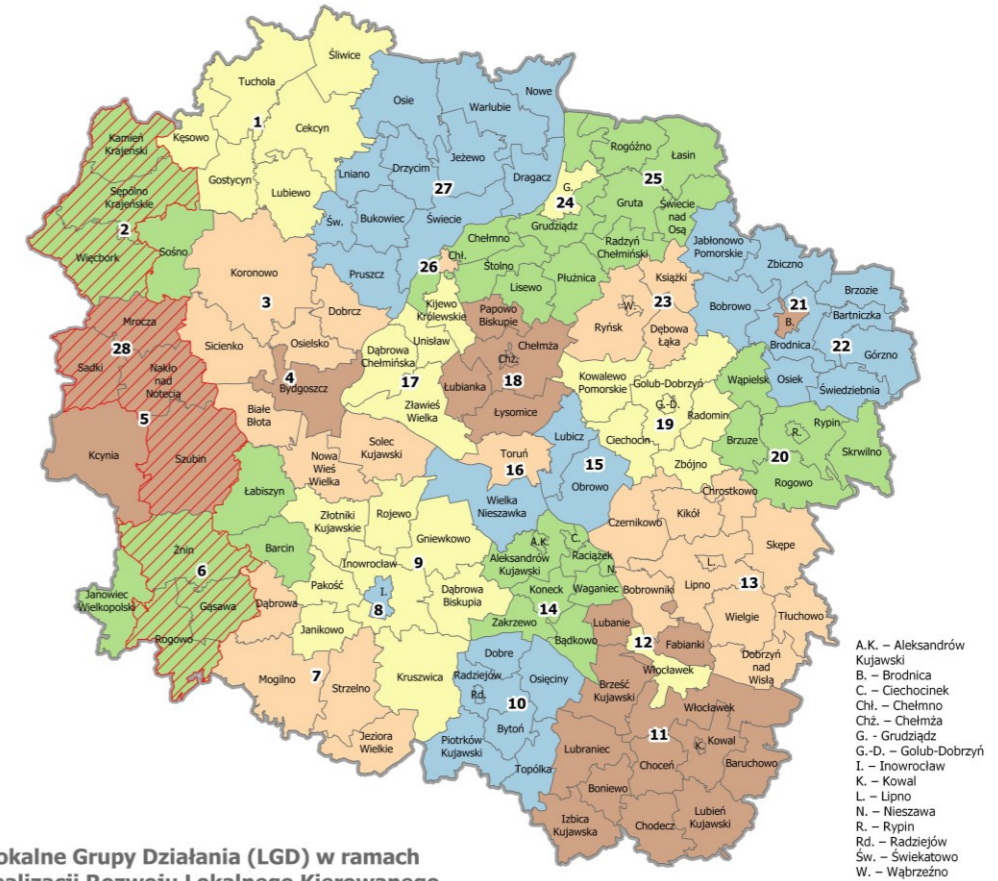 Śliwice
Tuchola
1
Cekcyn
Kęsowo
Gostycyn
Lubiewo
Osie
Warlubie
Nowe
Lniano
Drzycim
Jeżewo
Dragacz
27
Św.
Bukowiec
Świecie
Pruszcz
Kamień
Krajeński
Sępólno
Krajeńskie
2
Więcbork
Sośno
Rogóźno
Łasin
25
G.
24
Gruta
Świecie
nad
Osą
Grudziądz
Radzyń
Chełmiński
Chełmno
26
Chł.
Stolno
Lisewo
Płużnica
Jabłonowo
Pomorskie
Zbiczno
Brzozie
Bobrowo
21
B.
Bartniczka
Brodnica
22
Górzno
Osiek
Świedziebnia
Książki
23
W.
Ryńsk
Dębowa
Łąka
Koronowo
3
Dobrcz
Sicienko
Osielsko
4
Bydgoszcz
Białe
Błota
Nowa
Wieś
Wielka
Solec
Kujawski
Kijewo
Królewskie
Unisław
Dąbrowa
Chełmińska
17
Zławieś
Wielka
Papowo
Biskupie
Chełmża
Chż.
18
Łubianka
Łysomice
Mrocza
28
Sadki
Nakło
nad
Notecią
5
Kcynia
Szubin
Kowalewo
Pomorskie
Golub-Dobrzyń
G.-D.
Radomin
19
Ciechocin
Zbójno
Wąpielsk
Rypin
R.
Brzuze
20
Skrwilno
Rogowo
Toruń
16
Lubicz
15
Obrowo
Wielka
Nieszawka
Łabiszyn
Barcin
Żnin
6
Janowiec
Wielkopolski
Gąsawa
Rogowo
Złotniki
Kujawskie
Rojewo
Gniewkowo
Inowrocław
9
Pakość
I.
8
Dąbrowa
Biskupia
Janikowo
Kruszwica
Dąbrowa
Mogilno
7
Strzelno
Jeziora
Wielkie
A.K.
C.
Aleksandrów
Kujawski
Raciążek
N.
Koneck
Waganiec
14
Zakrzewo
Bądkowo
Chrostkowo
Czernikowo
Kikół
Skępe
L.
Bobrowniki
Lipno
13
Wielgie
Tłuchowo
Dobrzyń
nad
Wisłą
Lubanie
12
Fabianki
Włocławek
Brześć
Kujawski
Włocławek
11
K.
Kowal
Lubraniec
Choceń
Baruchowo
Boniewo
Izbica
Kujawska
Chodecz
Lubień
Kujawski
Dobre
Radziejów
Rd.
Osięciny
10
Bytoń
Piotrków
Kujawski
Topólka
A.K. – Aleksandrów
Kujawski
B. – Brodnica
C. – Ciechocinek
Chł. – Chełmno
Chż. – Chełmża
G. - Grudziądz
G.-D. – Golub-Dobrzyń
I. – Inowrocław
K. – Kowal
L. – Lipno
N. – Nieszawa
R. – Rypin
Rd. – Radziejów
Św. – Świekatowo
W. – Wąbrzeźno
okalne Grupy Działania (LGD) w ramach
ealizacji Rozwoju Lokalnego Kierowanego